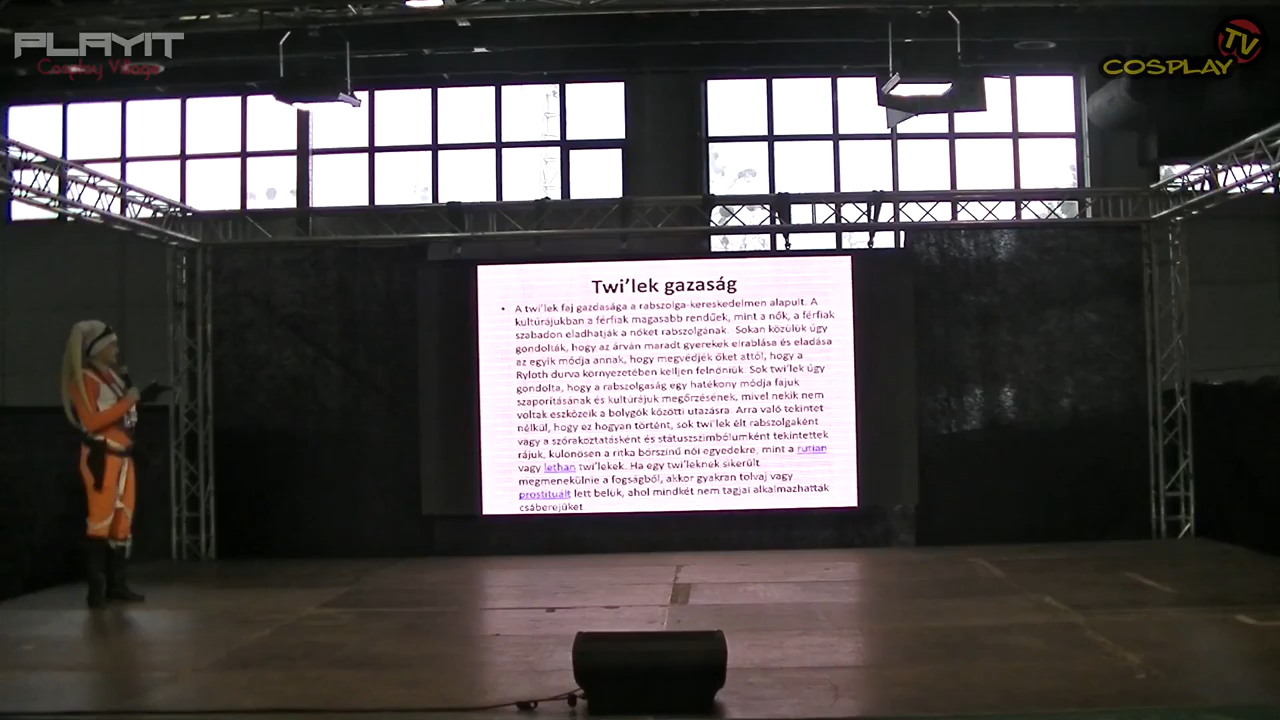 PLAYIT
Cosplay Village
COSPLAY TV
Twi'lek gazaság
• A twi'lek faj gazdasága a rabszolga-kereskedelmen alapult. A
kultúrájukban a férfiak magasabb rendűek, mint a nők, a férfiak
szabadon eladhatják a nőket rabszolgának. Sokan közülük úgy
gondolták, hogy az árván maradt gyerekek elrablása és eladása
az egyik módja annak, hogy megvédjék őket attól, hogy a
Ryloth durva környezetében kelljen felnőniük. Sok twi'lek úgy
gondolta, hogy a rabszolgaság egy hatékony módja fajuk
szaporításának és kultúrájuk megőrzésének, mivel nekik nem
voltak eszközeik a bolygók közötti utazásra. Arra való tekintet
nélkül, hogy ez hogyan történt, sok twi'lek élt rabszolgaként
vagy a szórakoztatásként és státuszszimbólumként tekintettek
rájuk, különösen a ritka bőrszínű női egyedekre, mint a rutian
vagy lethan twi'lekek. Ha egy twi'leknek sikerült
megmenekülnie a fogságból, akkor gyakran tolvaj vagy
prostituált lett belük, ahol mindkét nem tagjai alkalmazhatták
csáberejüket